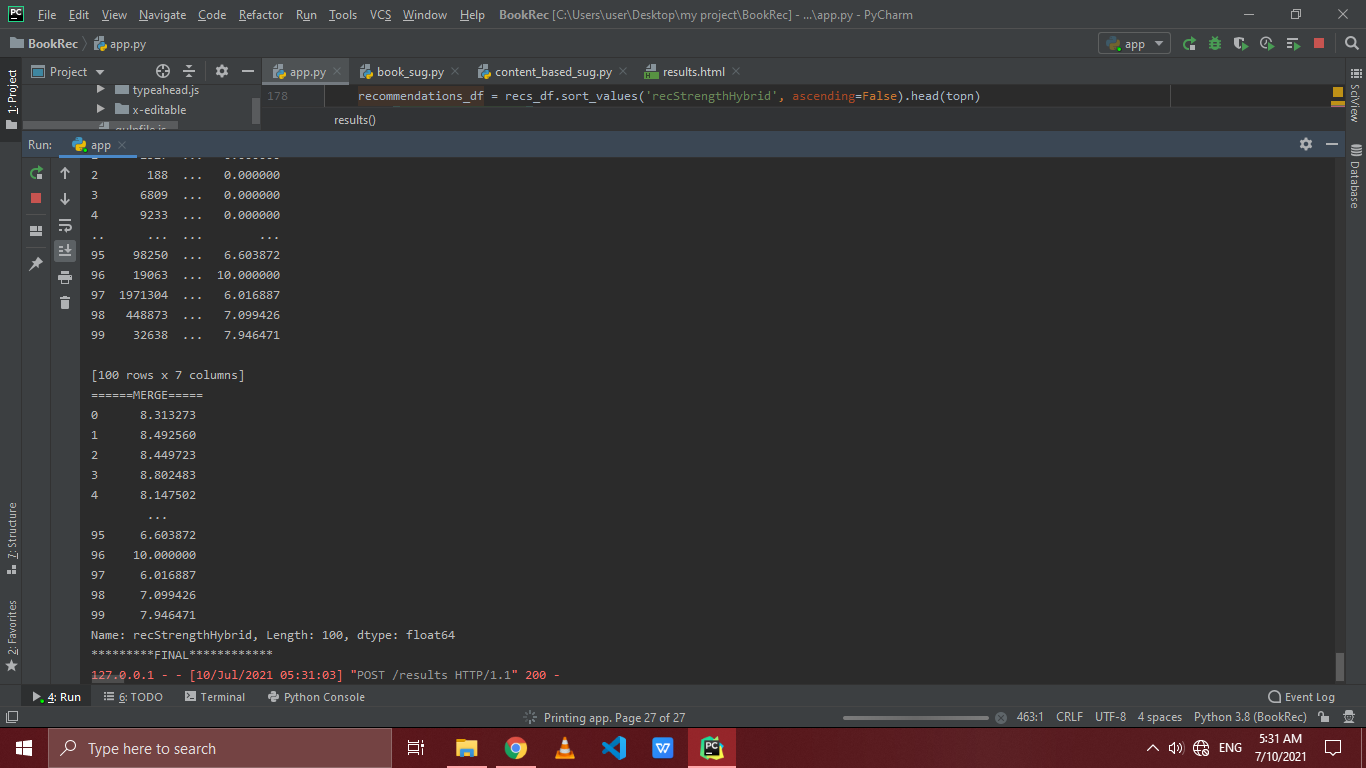 PC File Edit View Navigate Code Refactor Run Tools VCS Window Help BookRec [C:\Users\user\Desktop\my project\BookRec] - ...\app.py - PyCharm
BookRec app.py app
1: Project
Project app.py book_sug.py content_based_sug.py results.html
typeahead.js
x-editable
gulpfile.js
178 recommendations_df = recs_df.sort_values('recStrengthHybrid', ascending=False).head(topn)
results()
SciView
Database
Run: app
2 188 ... 0.000000
3 6809 ... 0.000000
4 9233 ... 0.000000
.. ... ... ...
95 98250 ... 6.603872
96 19063 ... 10.000000
97 1971304 ... 6.016887
98 448873 ... 7.099426
99 32638 ... 7.946471
[100 rows x 7 columns]
======MERGE=====
0 8.313273
1 8.492560
2 8.449723
3 8.802483
4 8.147502
...
95 6.603872
96 10.000000
97 6.016887
98 7.099426
99 7.946471
Name: recStrengthHybrid, Length: 100, dtype: float64
*********FINAL************
127.0.0.1 - - [10/Jul/2021 05:31:03] "POST /results HTTP/1.1" 200 -
7: Structure
2: Favorites
4: Run 6: TODO Terminal Python Console Event Log
Printing app. Page 27 of 27 463:1 CRLF UTF-8 4 spaces Python 3.8 (BookRec)
Type here to search PC ENG 5:31 AM
7/10/2021